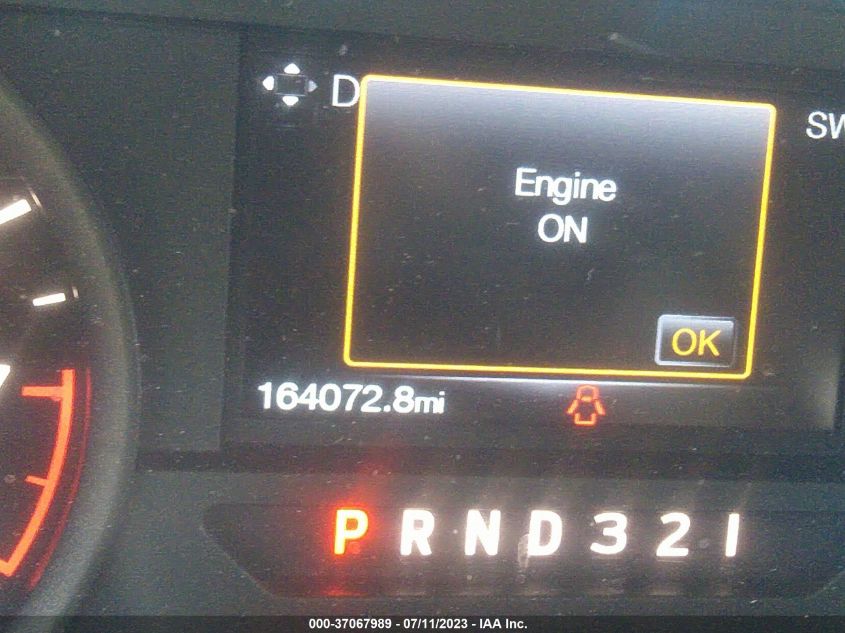 D
SW
Engine
ON
OK
164072.8mi
P R N D 3 2 1
000-37067989 - 07/11/2023 - IAA Inc.